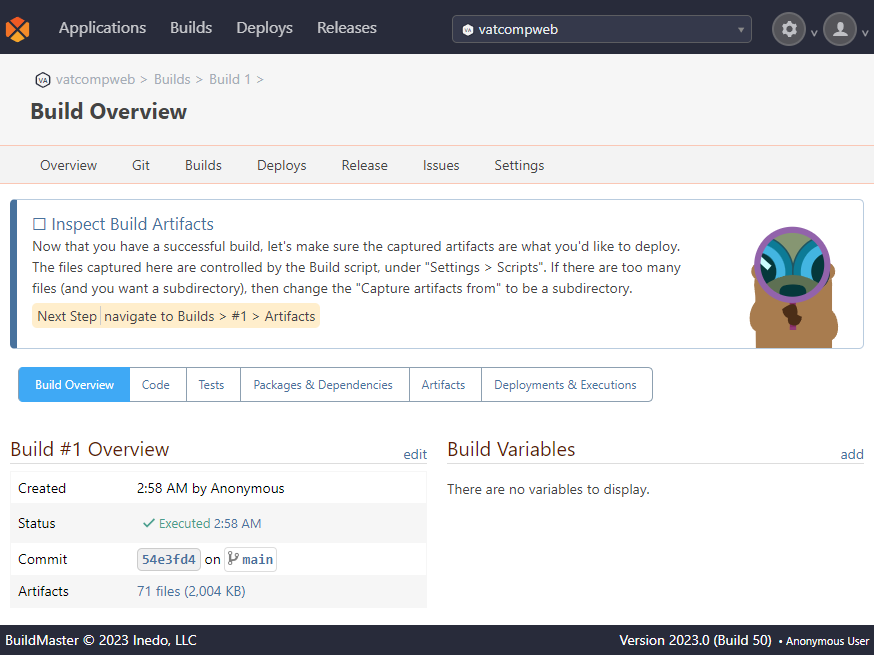 Applications Builds Deploys Releases vatcompweb
VA vatcompweb > Builds > Build 1 >
Build Overview
Overview Git Builds Deploys Release Issues Settings
Inspect Build Artifacts
Now that you have a successful build, let's make sure the captured artifacts are what you'd like to deploy.
The files captured here are controlled by the Build script, under "Settings > Scripts". If there are too many
files (and you want a subdirectory), then change the "Capture artifacts from" to be a subdirectory.
Next Step navigate to Builds > #1 > Artifacts
Build Overview Code Tests Packages & Dependencies Artifacts Deployments & Executions
Build #1 Overview edit
Created 2:58 AM by Anonymous
Status Executed 2:58 AM
Commit 54e3fd4 on main
Artifacts 71 files (2,004 KB)
Build Variables add
There are no variables to display.
BuildMaster © 2023 Inedo, LLC Version 2023.0 (Build 50) • Anonymous User